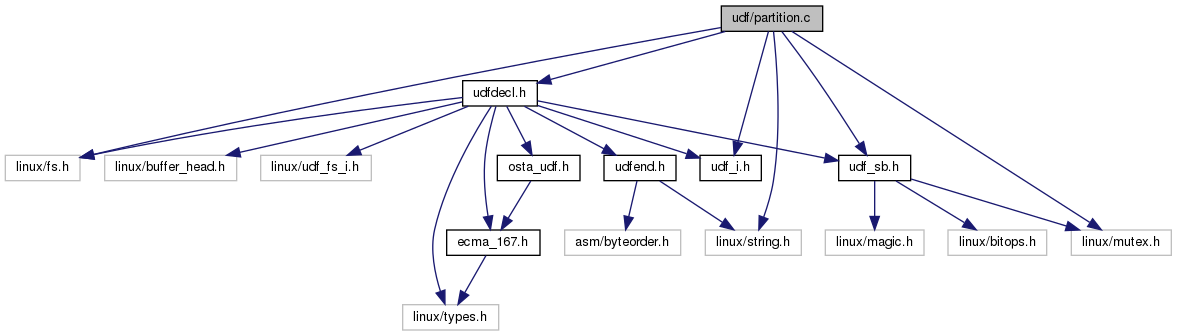 udf/partition.c
udfdecl.h
linux/fs.h
linux/buffer_head.h
linux/udf_fs_i.h
osta_udf.h
udfend.h
udf_i.h
udf_sb.h
ecma_167.h
asm/byteorder.h
linux/string.h
linux/magic.h
linux/bitops.h
linux/mutex.h
linux/types.h